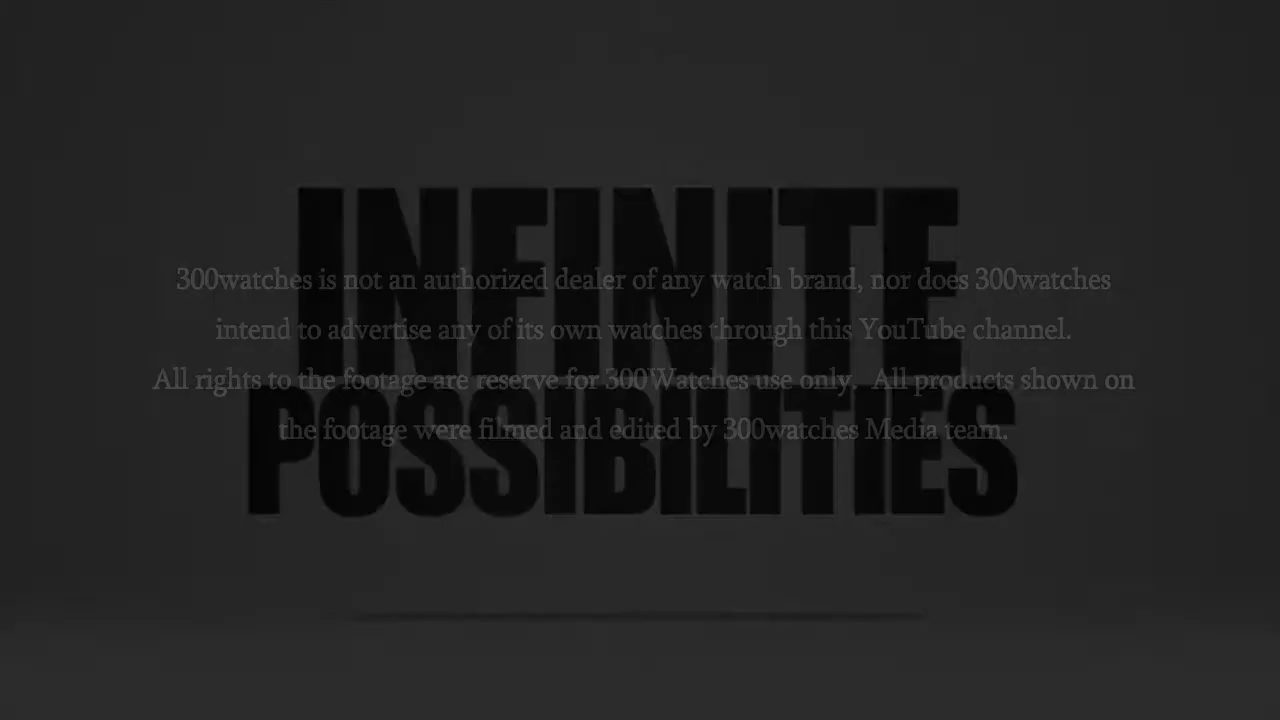 INFINITE
POSSIBILITIES
300watches is not an authorized dealer of any watch brand, nor does 300watches
intend to advertise any of its own watches through this YouTube channel.
All rights to the footage are reserve for 300Watches use only.  All products shown on
the footage were filmed and edited by 300watches Media team.